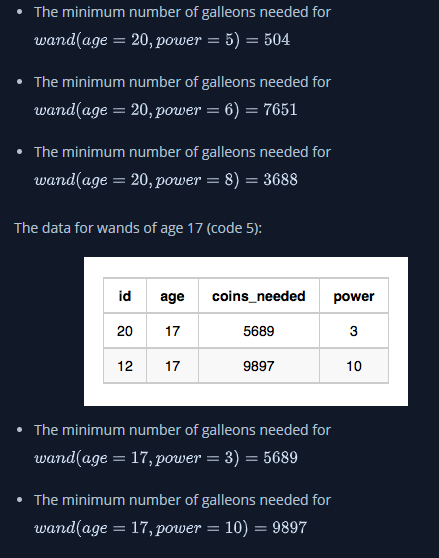 • The minimum number of galleons needed for
wand(age = 20, power = 5) = 504
• The minimum number of galleons needed for
wand(age = 20, power = 6) = 7651
• The minimum number of galleons needed for
wand(age = 20, power = 8) = 3688
The data for wands of age 17 (code 5):
id age coins_needed power
20 17 5689 3
12 17 9897 10
• The minimum number of galleons needed for
wand(age = 17, power = 3) = 5689
• The minimum number of galleons needed for
wand(age = 17, power = 10) = 9897